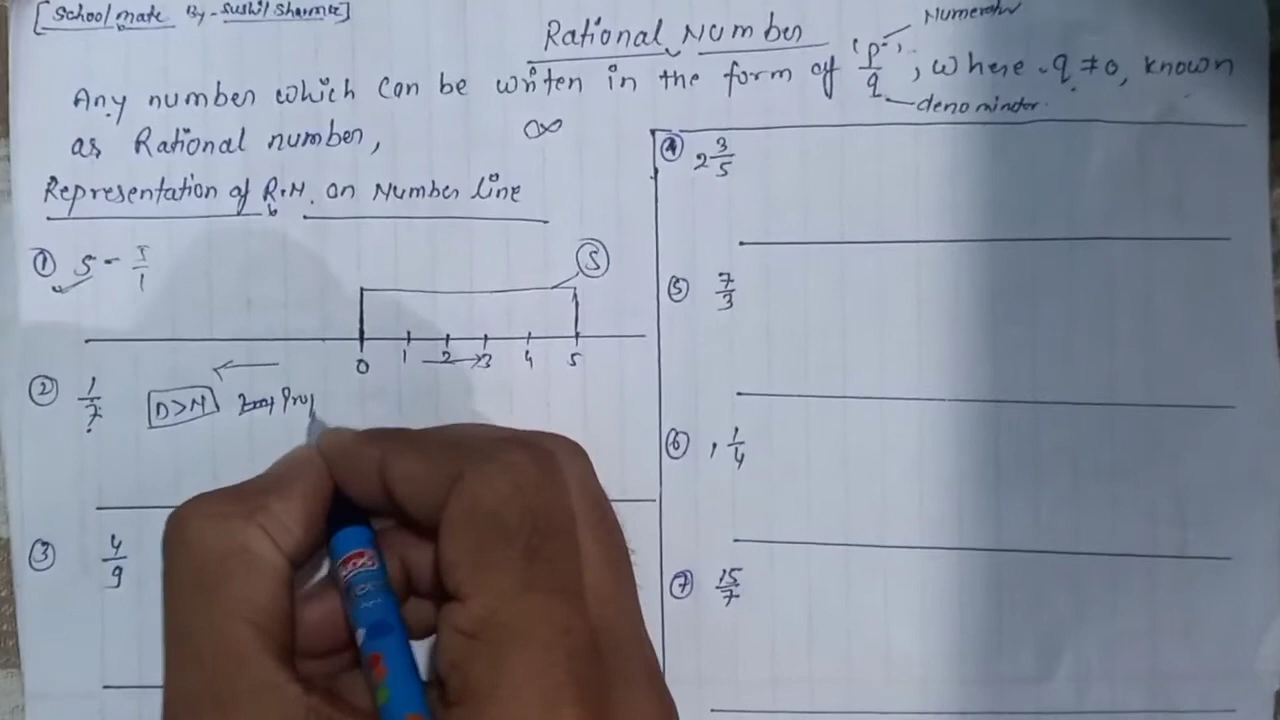 [School mate By - Sushil Sharma]
Rational Number
Numerator
Any number which can be written in the form of 'p/q', where q ≠ 0, known
denominator
as Rational number,
∞
Representation of R.N. on Number line
① 5 - 5/1
5
0 1 2 3 4 5
② 1/7 D>N Prop
③ 4/9
④ 2 3/5
⑤ 7/3
⑥ , 1/4
⑦ 15/7